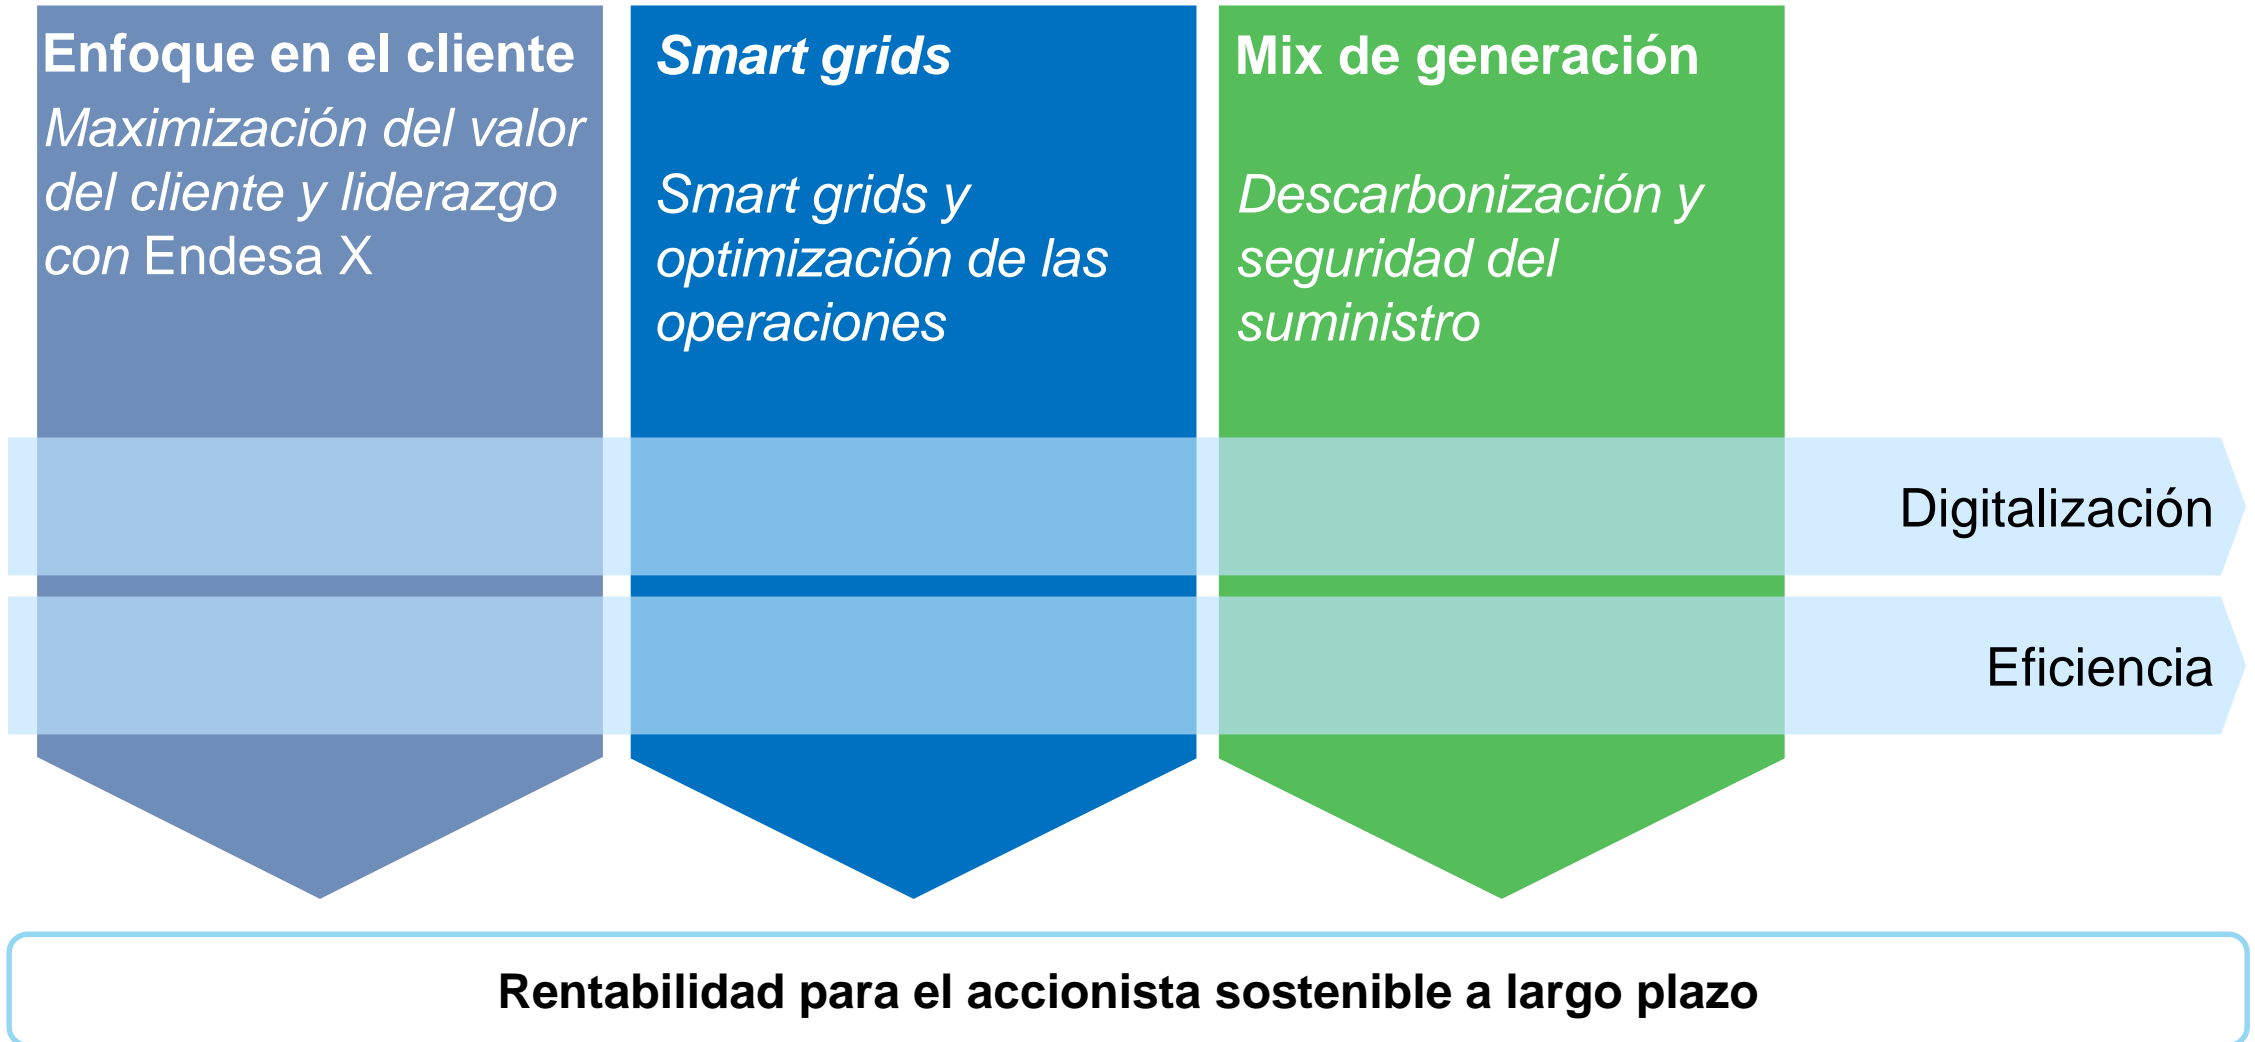 Enfoque en el cliente
Maximización del valor
del cliente y liderazgo
con Endesa X
Smart grids
Smart grids y
optimización de las
operaciones
Mix de generación
Descarbonización y
seguridad del
suministro
Digitalización
Eficiencia
Rentabilidad para el accionista sostenible a largo plazo